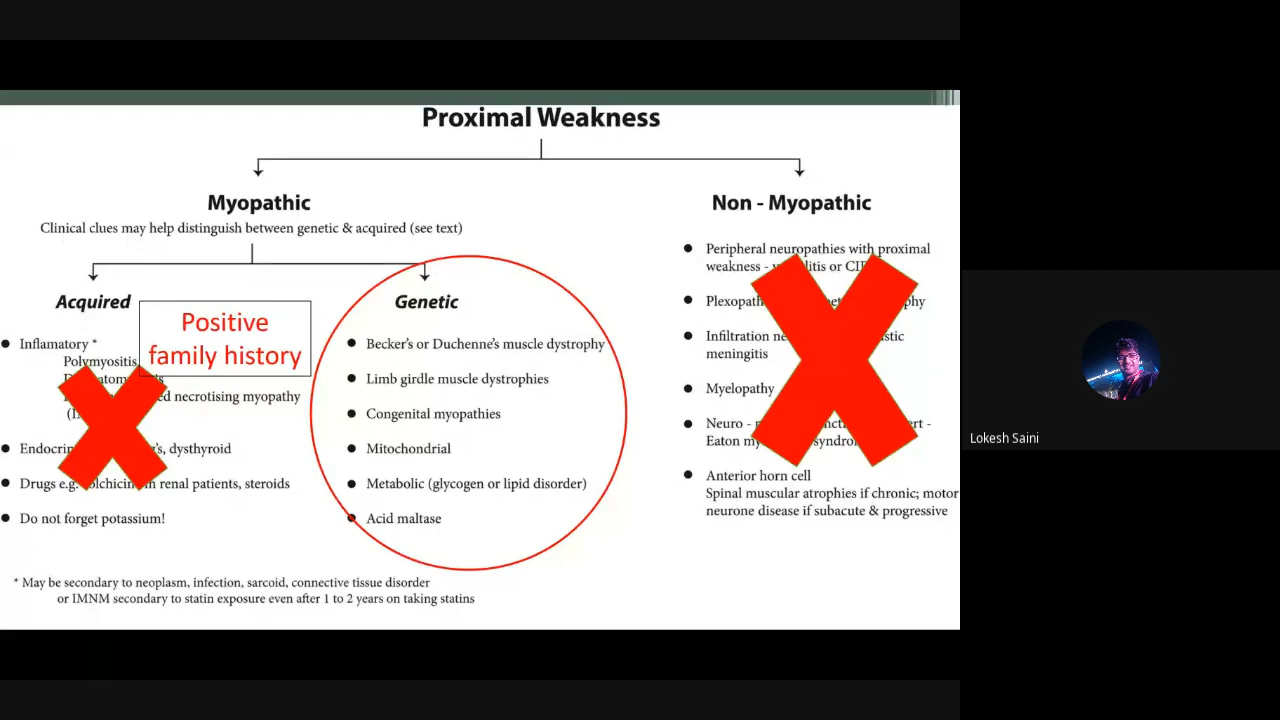 Proximal Weakness
Myopathic
Clinical clues may help distinguish between genetic & acquired (see text)
Acquired
Inflamatory *
Polymyositis,
ed necrotising myopathy
Endocrin 's, dysthyroid
Drugs e.g. colchicine in renal patients, steroids
Do not forget potassium!
Positive
family history
Genetic
Becker's or Duchenne's muscle dystrophy
Limb girdle muscle dystrophies
Congenital myopathies
Mitochondrial
Metabolic (glycogen or lipid disorder)
Acid maltase
* May be secondary to neoplasm, infection, sarcoid, connective tissue disorder
or IMNM secondary to statin exposure even after 1 to 2 years on taking statins
Non - Myopathic
Peripheral neuropathies with proximal
weakness -
Plexopath
Infiltration
meningitis
Myelopathy
Neuro -
Eaton
Anterior horn cell
Spinal muscular atrophies if chronic; motor
neurone disease if subacute & progressive
Lokesh Saini